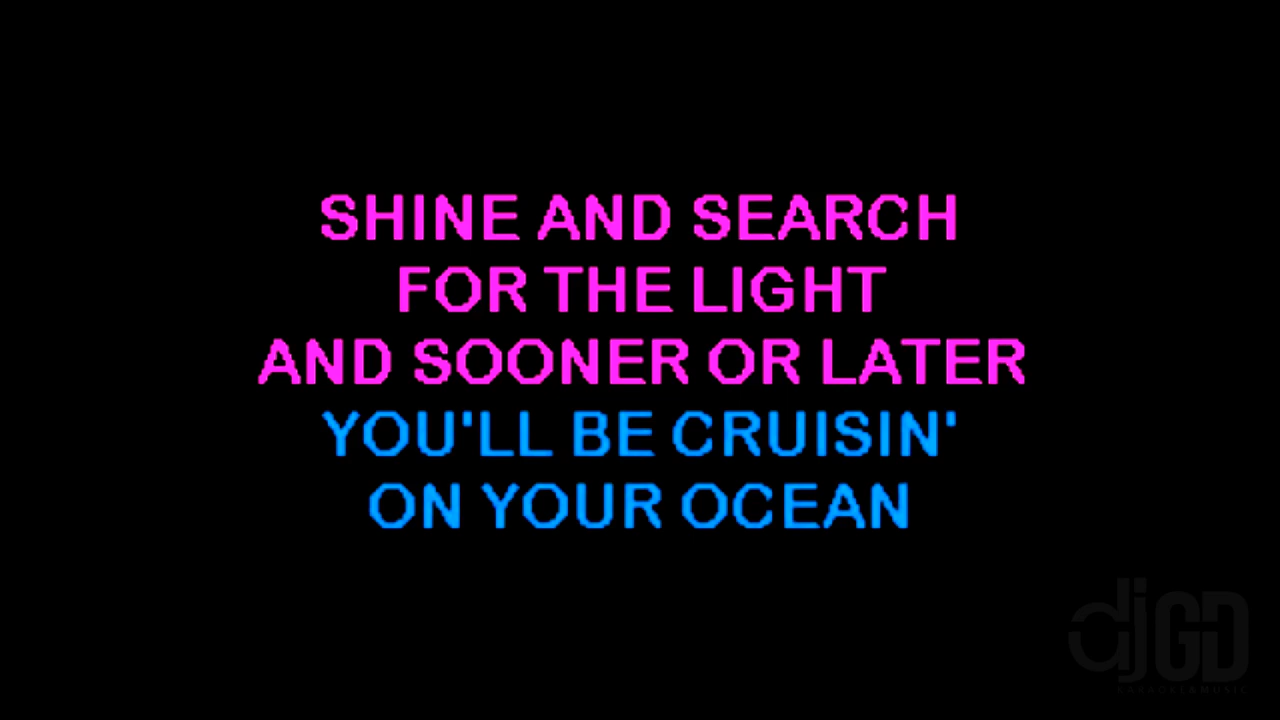 SHINE AND SEARCH
FOR THE LIGHT
AND SOONER OR LATER
YOU'LL BE CRUISIN'
ON YOUR OCEAN
djGD